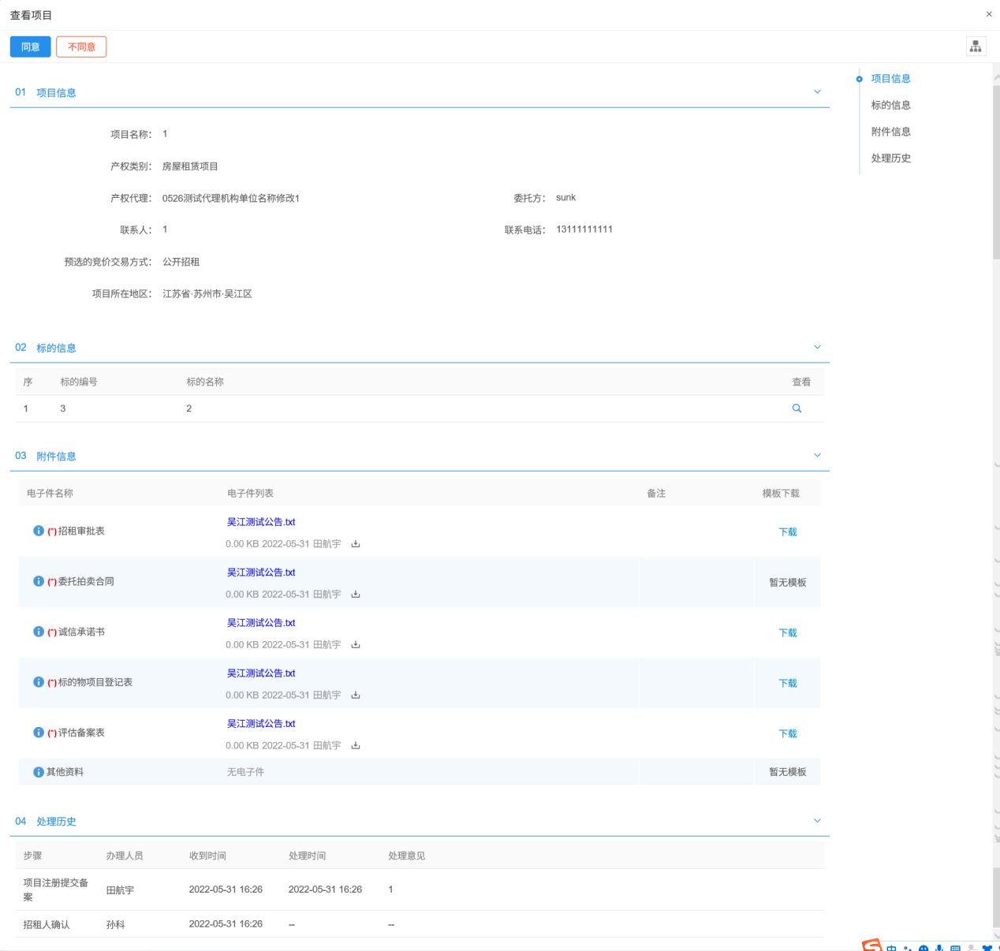 查看项目
同意 不同意
项目信息
标的信息
附件信息
处理历史
01 项目信息
项目名称： 1
产权类别： 房屋租赁项目
产权代理： 0526测试代理机构单位名称修改1 委托方： sunk
联系人： 1 联系电话： 13111111111
预选的竞价交易方式： 公开招租
项目所在地区： 江苏省·苏州市·吴江区
02 标的信息
序 标的编号 标的名称 查看
1 3 2
03 附件信息
电子件名称 电子件列表 备注 模板下载
(*)招租审批表 吴江测试公告.txt 下载
0.00 KB 2022-05-31 田航宇
(*)委托拍卖合同 吴江测试公告.txt 暂无模板
0.00 KB 2022-05-31 田航宇
(*)诚信承诺书 吴江测试公告.txt 下载
0.00 KB 2022-05-31 田航宇
(*)标的物项目登记表 吴江测试公告.txt 下载
0.00 KB 2022-05-31 田航宇
(*)评估备案表 吴江测试公告.txt 下载
0.00 KB 2022-05-31 田航宇
其他资料 无电子件 暂无模板
04 处理历史
步骤 办理人员 收到时间 处理时间 处理意见
项目注册提交备案 田航宇 2022-05-31 16:26 2022-05-31 16:26 1
招租人确认 孙科 2022-05-31 16:26 -- --
中